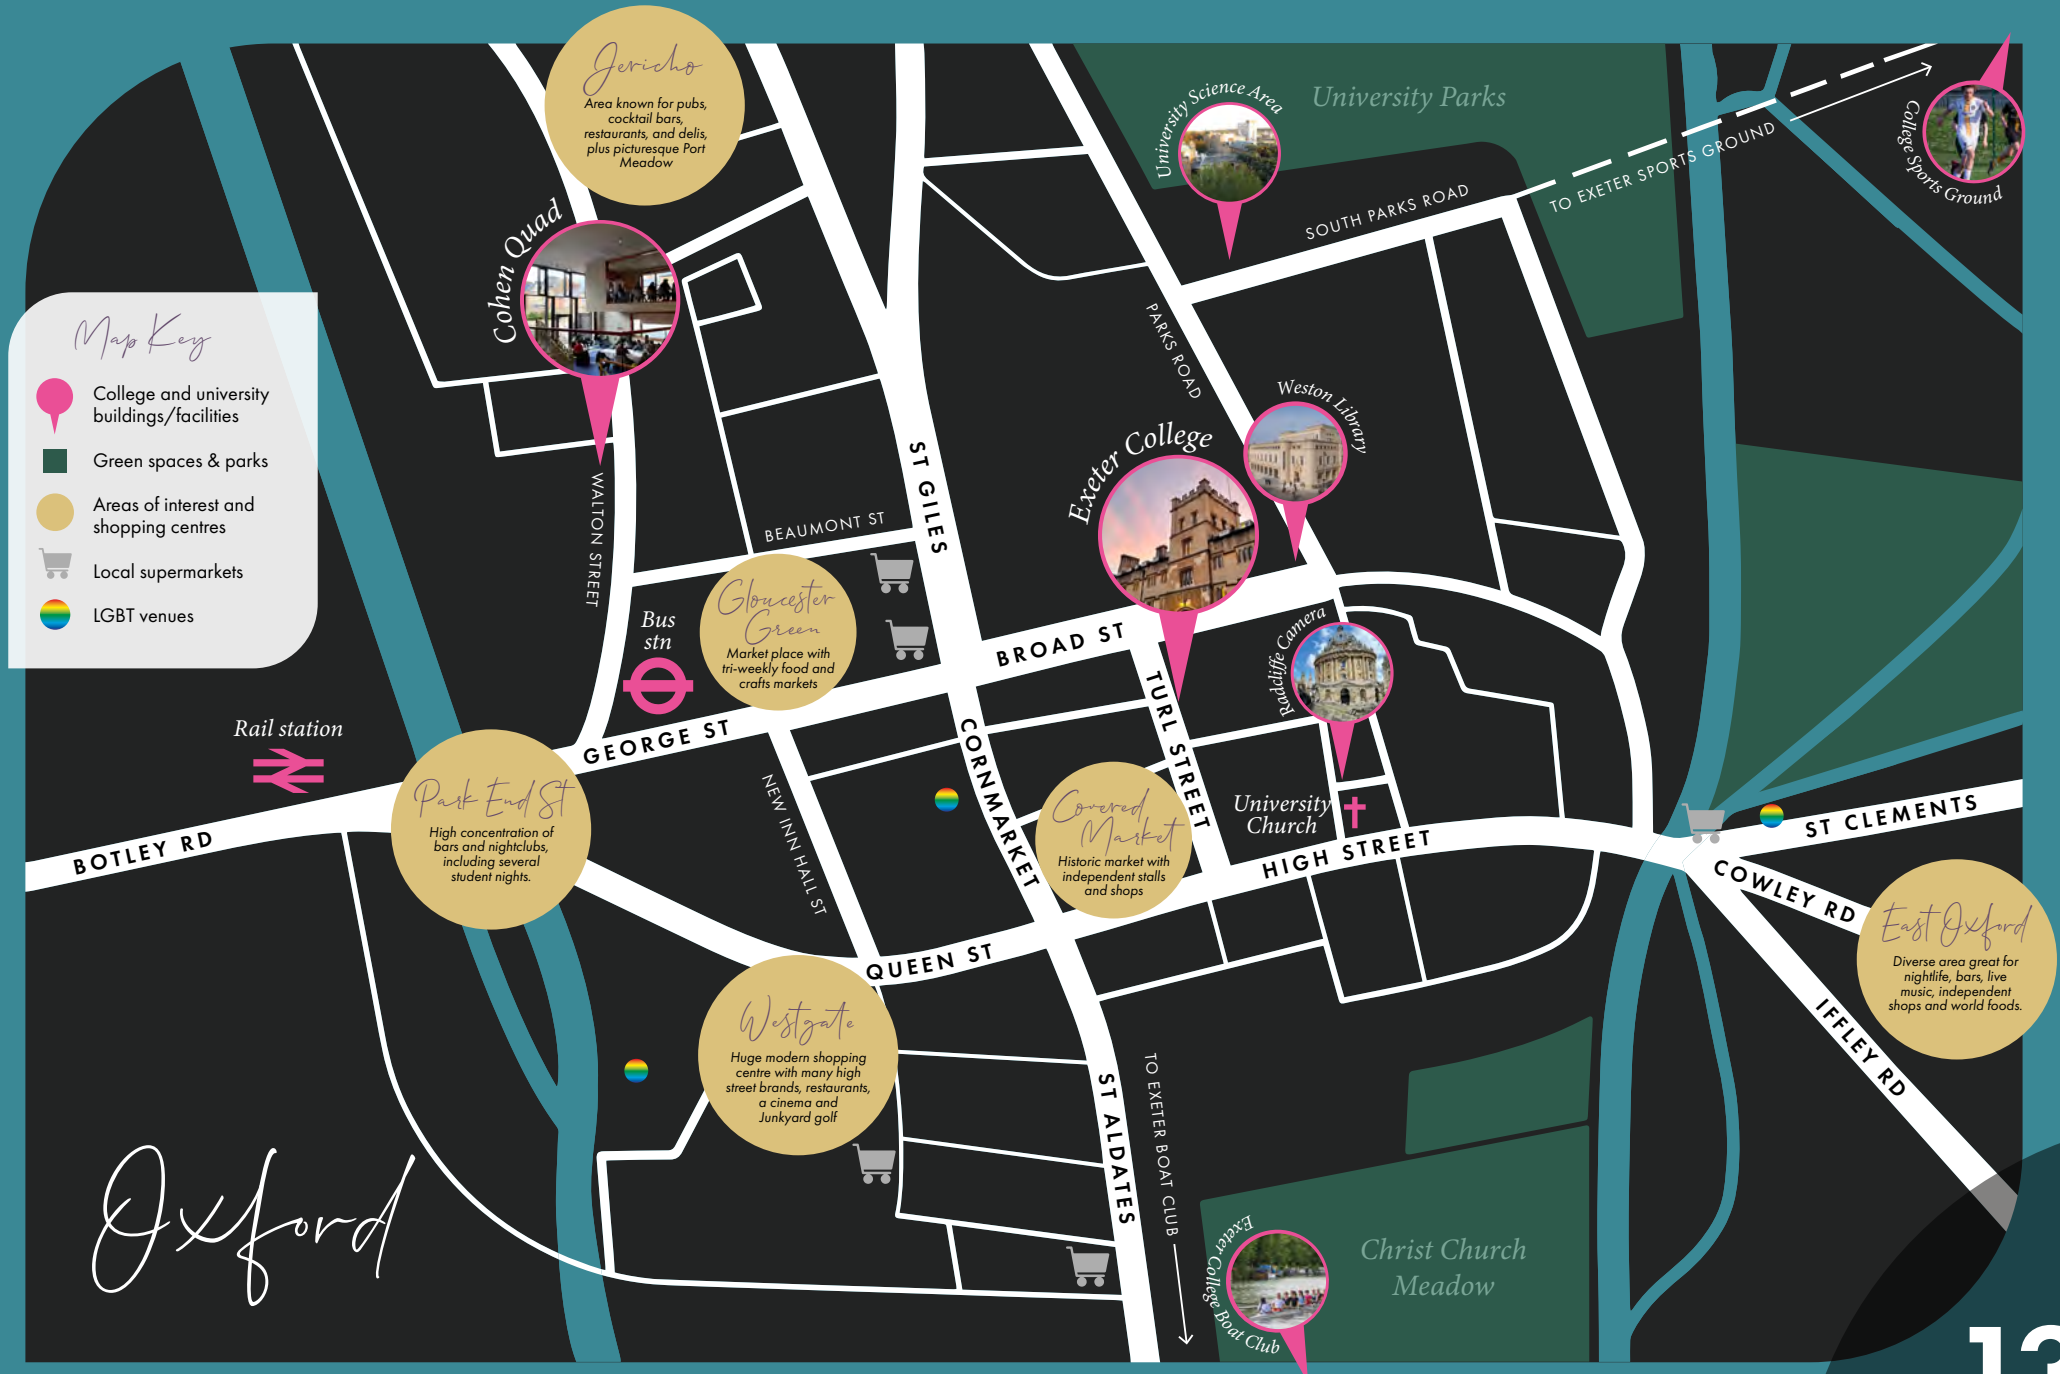 Jericho
Area known for pubs,
cocktail bars,
restaurants, and delis,
plus picturesque Port
Meadow
University Parks
University Science Area
College Sports Ground
TO EXETER SPORTS GROUND
SOUTH PARKS ROAD
Cohen Quad
PARKS ROAD
Map Key
College and university
buildings/facilities
Green spaces & parks
Areas of interest and
shopping centres
Local supermarkets
LGBT venues
Weston Library
Exeter College
ST GILES
WALTON STREET
BEAUMONT ST
Gloucester
Green
Market place with
tri-weekly food and
crafts markets
Bus
stn
BROAD ST
Radcliffe Camera
TURL STREET
Rail station
GEORGE ST
CORNMARKET
NEW INN HALL ST
Park End St
High concentration of
bars and nightclubs,
including several
student nights.
BOTLEY RD
Covered
Market
Historic market with
independent stalls
and shops
University
Church
HIGH STREET
ST CLEMENTS
COWLEY RD
East Oxford
Diverse area great for
nightlife, bars, live
music, independent
shops and world foods.
IFFLEY RD
QUEEN ST
Westgate
Huge modern shopping
centre with many high
street brands, restaurants,
a cinema and
Junkyard golf
ST ALDATES
TO EXETER BOAT CLUB
Exeter College Boat Club
Christ Church
Meadow
Oxford